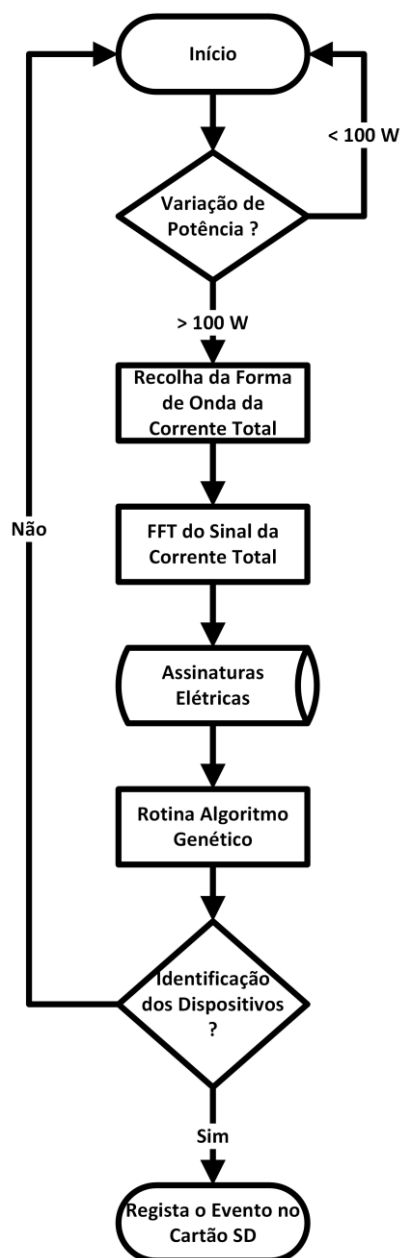 Início
< 100 W
Variação de
Potência ?
> 100 W
Recolha da Forma
de Onda da
Corrente Total
Não
FFT do Sinal da
Corrente Total
Assinaturas
Elétricas
Rotina Algoritmo
Genético
Identificação
dos Dispositivos
?
Sim
Regista o Evento no
Cartão SD